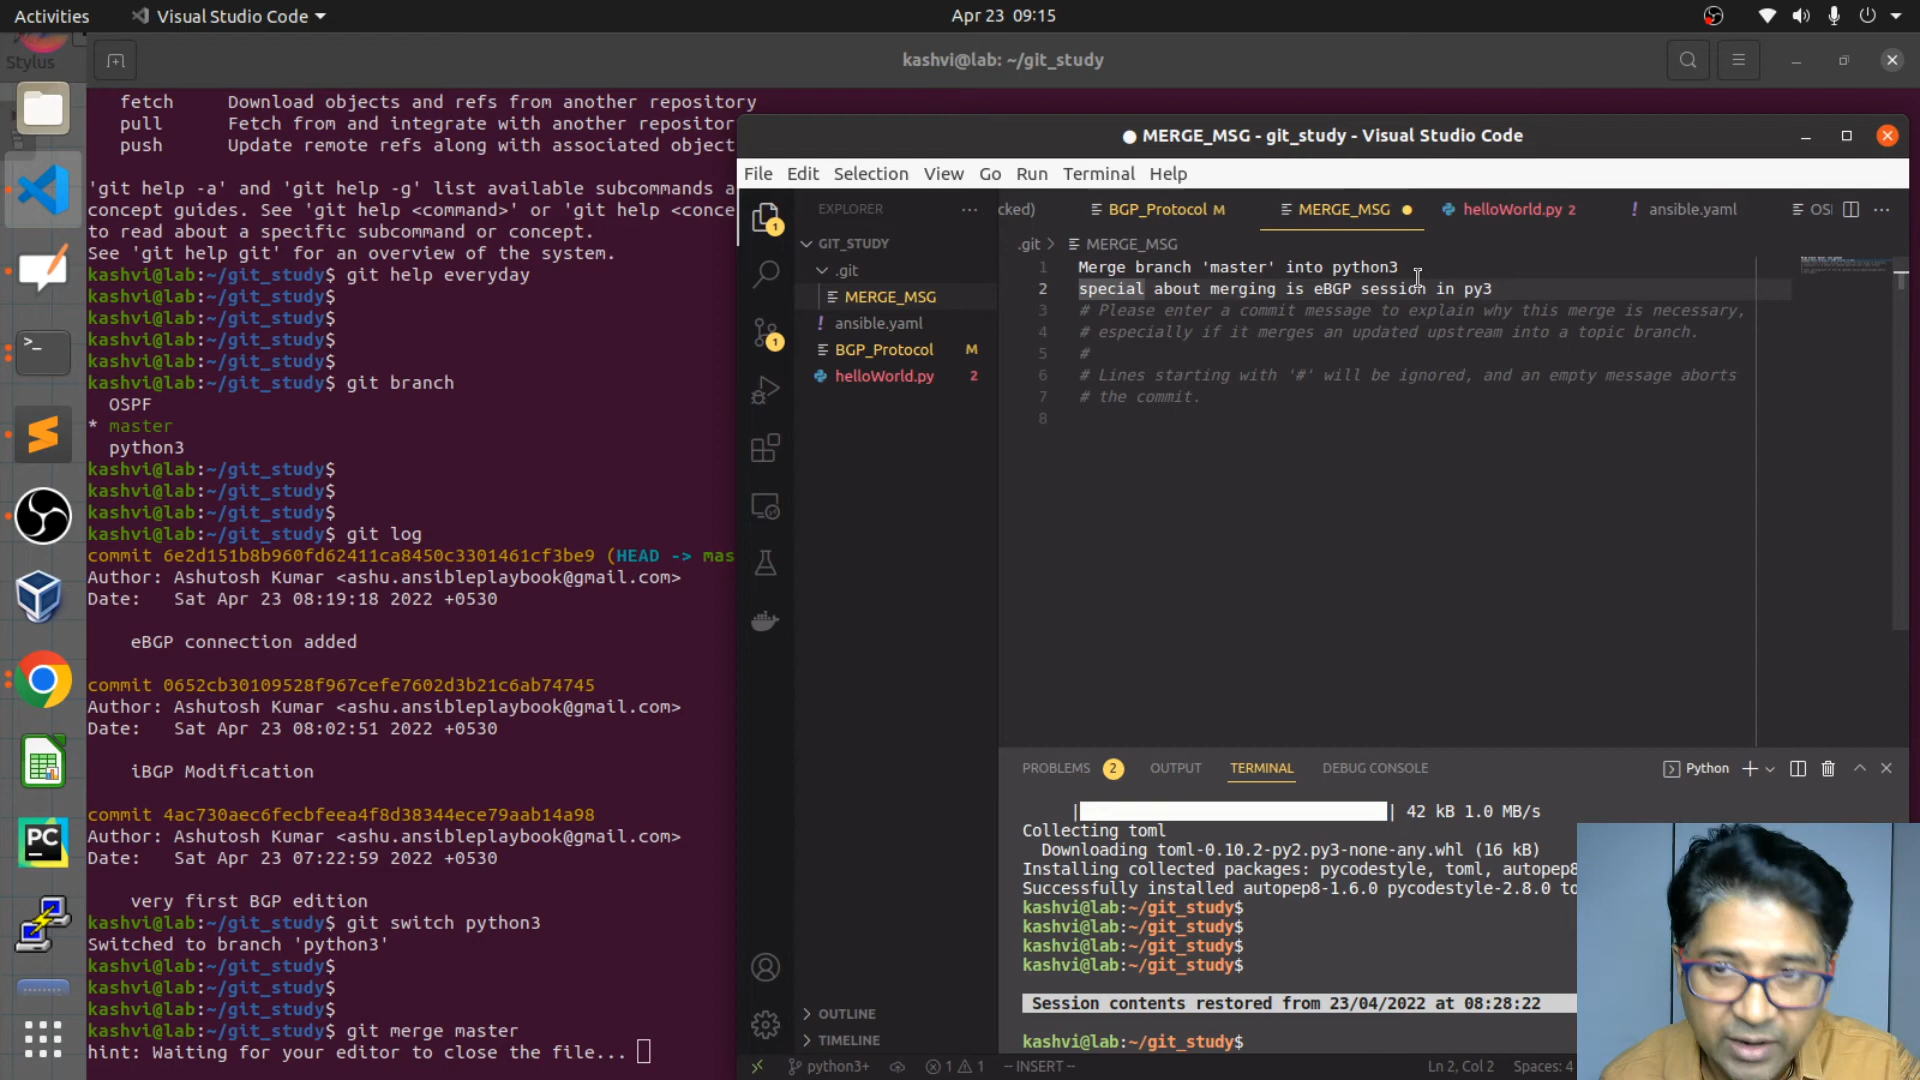 Activities
Visual Studio Code
Apr 23 09:15
Stylus
kashvi@lab: ~/git_study
fetch Download objects and refs from another repository
pull Fetch from and integrate with another repositor
push Update remote refs along with associated object
'git help -a' and 'git help -g' list available subcommands a
concept guides. See 'git help <command>' or 'git help <conce
to read about a specific subcommand or concept.
See 'git help git' for an overview of the system.
kashvi@lab:~/git_study$ git help everyday
kashvi@lab:~/git_study$
kashvi@lab:~/git_study$
kashvi@lab:~/git_study$
kashvi@lab:~/git_study$
kashvi@lab:~/git_study$ git branch
OSPF
* master
python3
kashvi@lab:~/git_study$
kashvi@lab:~/git_study$
kashvi@lab:~/git_study$
kashvi@lab:~/git_study$ git log
commit 6e2d151b8b960fd62411ca8450c3301461cf3be9 (HEAD -> mas
Author: Ashutosh Kumar <ashu.ansibleplaybook@gmail.com>
Date: Sat Apr 23 08:19:18 2022 +0530
eBGP connection added
commit 0652cb30109528f967cefe7602d3b21c6ab74745
Author: Ashutosh Kumar <ashu.ansibleplaybook@gmail.com>
Date: Sat Apr 23 08:02:51 2022 +0530
iBGP Modification
commit 4ac730aec6fecbfeea4f8d38344ece79aab14a98
Author: Ashutosh Kumar <ashu.ansibleplaybook@gmail.com>
Date: Sat Apr 23 07:22:59 2022 +0530
very first BGP edition
kashvi@lab:~/git_study$ git switch python3
Switched to branch 'python3'
kashvi@lab:~/git_study$
kashvi@lab:~/git_study$
kashvi@lab:~/git_study$
kashvi@lab:~/git_study$ git merge master
hint: Waiting for your editor to close the file...
● MERGE_MSG - git_study - Visual Studio Code
File Edit Selection View Go Run Terminal Help
EXPLORER ...
GIT_STUDY
.git
MERGE_MSG
! ansible.yaml
BGP_Protocol M
helloWorld.py 2
OUTLINE
TIMELINE
1
1
cked) BGP_Protocol M MERGE_MSG ● helloWorld.py 2 ! ansible.yaml OSI
.git > MERGE_MSG
1 Merge branch 'master' into python3
2 special about merging is eBGP session in py3
3 # Please enter a commit message to explain why this merge is necessary,
4 # especially if it merges an updated upstream into a topic branch.
5 #
6 # Lines starting with '#' will be ignored, and an empty message aborts
7 # the commit.
8
PROBLEMS 2 OUTPUT TERMINAL DEBUG CONSOLE Python
| | 42 kB 1.0 MB/s
Collecting toml
Downloading toml-0.10.2-py2.py3-none-any.whl (16 kB)
Installing collected packages: pycodestyle, toml, autopep8
Successfully installed autopep8-1.6.0 pycodestyle-2.8.0 to
kashvi@lab:~/git_study$
kashvi@lab:~/git_study$
kashvi@lab:~/git_study$
kashvi@lab:~/git_study$
Session contents restored from 23/04/2022 at 08:28:22
kashvi@lab:~/git_study$
python3+ 1 1 -- INSERT -- Ln 2, Col 2 Spaces: 4
PC